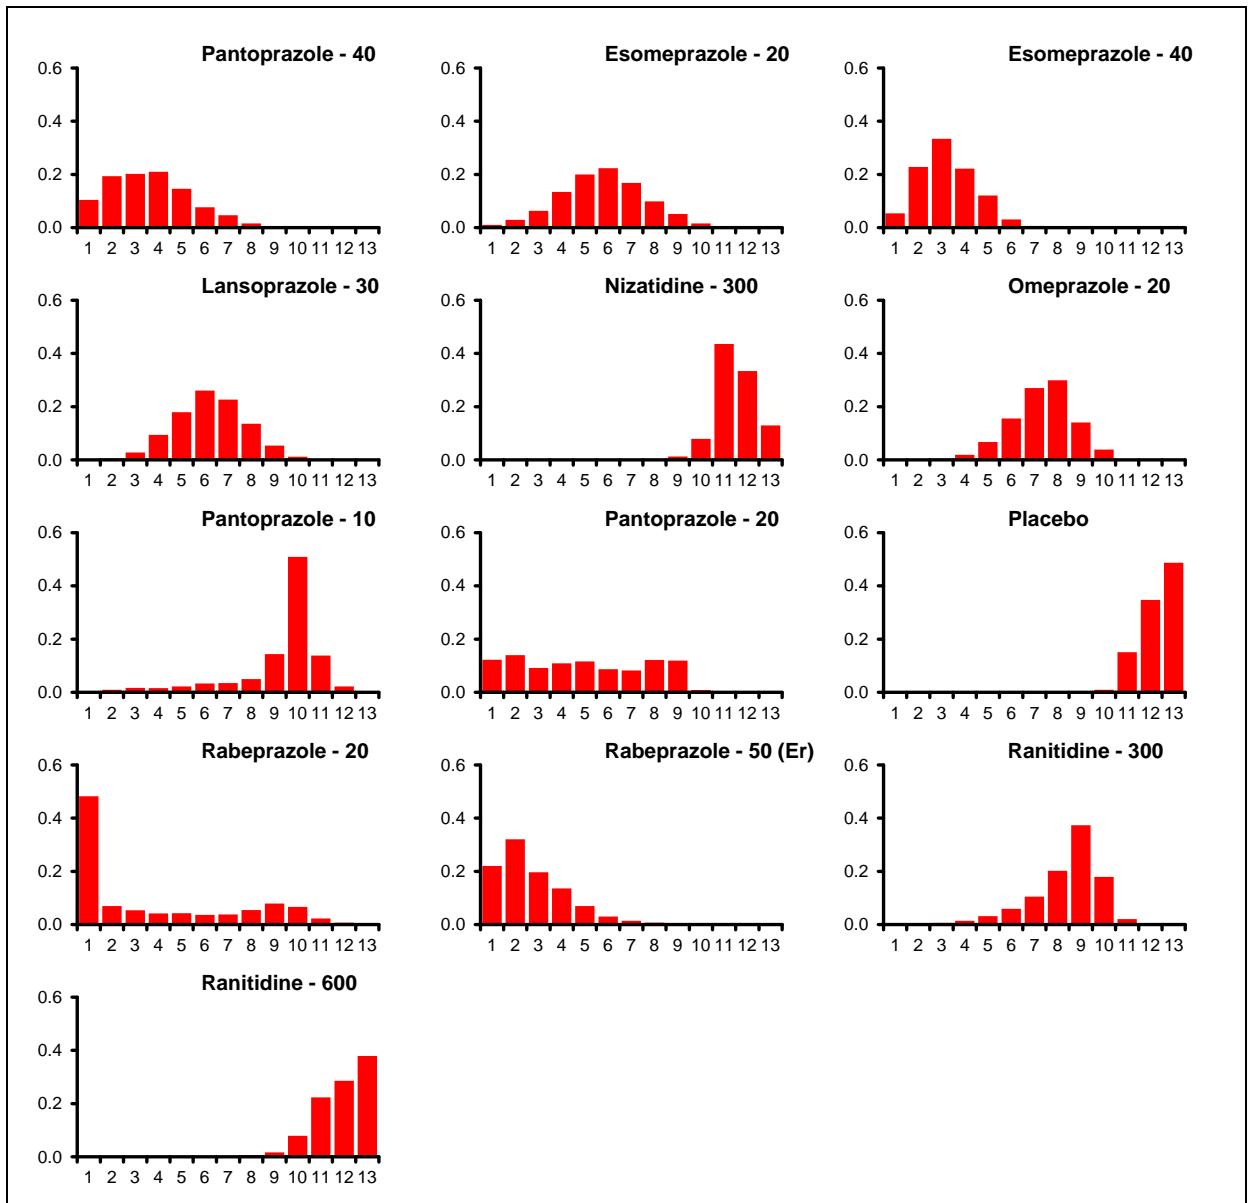 Pantoprazole - 40
0.6
0.4
0.2
0.0
1 2 3 4 5 6 7 8 9 10 11 12 13
Esomeprazole - 20
0.6
0.4
0.2
0.0
1 2 3 4 5 6 7 8 9 10 11 12 13
Esomeprazole - 40
0.6
0.4
0.2
0.0
1 2 3 4 5 6 7 8 9 10 11 12 13
Lansoprazole - 30
0.6
0.4
0.2
0.0
1 2 3 4 5 6 7 8 9 10 11 12 13
Nizatidine - 300
0.6
0.4
0.2
0.0
1 2 3 4 5 6 7 8 9 10 11 12 13
Omeprazole - 20
0.6
0.4
0.2
0.0
1 2 3 4 5 6 7 8 9 10 11 12 13
Pantoprazole - 10
0.6
0.4
0.2
0.0
1 2 3 4 5 6 7 8 9 10 11 12 13
Pantoprazole - 20
0.6
0.4
0.2
0.0
1 2 3 4 5 6 7 8 9 10 11 12 13
Placebo
0.6
0.4
0.2
0.0
1 2 3 4 5 6 7 8 9 10 11 12 13
Rabeprazole - 20
0.6
0.4
0.2
0.0
1 2 3 4 5 6 7 8 9 10 11 12 13
Rabeprazole - 50 (Er)
0.6
0.4
0.2
0.0
1 2 3 4 5 6 7 8 9 10 11 12 13
Ranitidine - 300
0.6
0.4
0.2
0.0
1 2 3 4 5 6 7 8 9 10 11 12 13
Ranitidine - 600
0.6
0.4
0.2
0.0
1 2 3 4 5 6 7 8 9 10 11 12 13